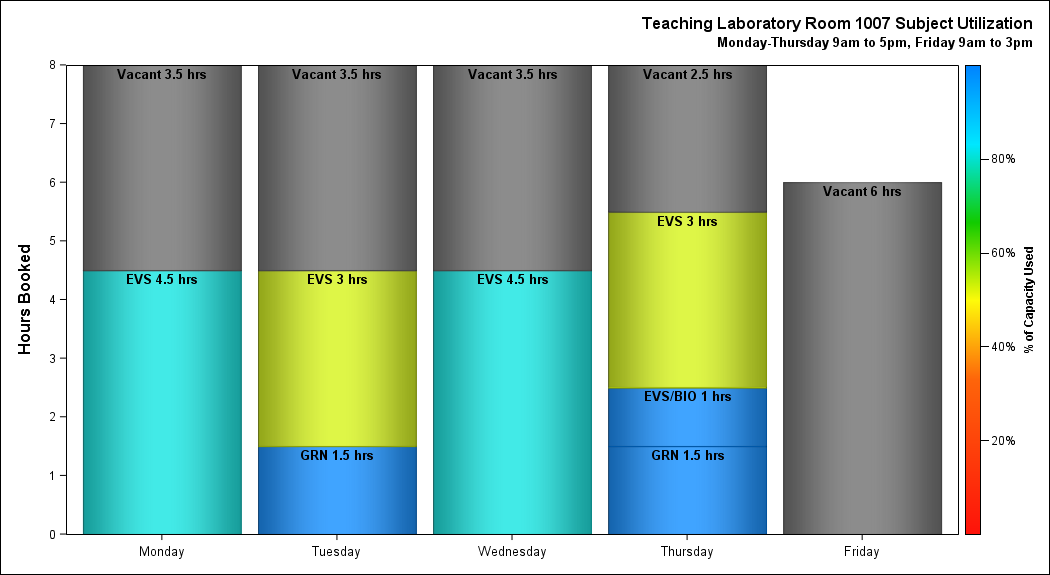 Teaching Laboratory Room 1007 Subject Utilization
Monday-Thursday 9am to 5pm, Friday 9am to 3pm
Hours Booked
8
7
6
5
4
3
2
1
0
Vacant 3.5 hrs
EVS 4.5 hrs
Vacant 3.5 hrs
EVS 3 hrs
GRN 1.5 hrs
Vacant 3.5 hrs
EVS 4.5 hrs
Vacant 2.5 hrs
EVS 3 hrs
EVS/BIO 1 hrs
GRN 1.5 hrs
Vacant 6 hrs
Monday
Tuesday
Wednesday
Thursday
Friday
80%
60%
40%
20%
% of Capacity Used